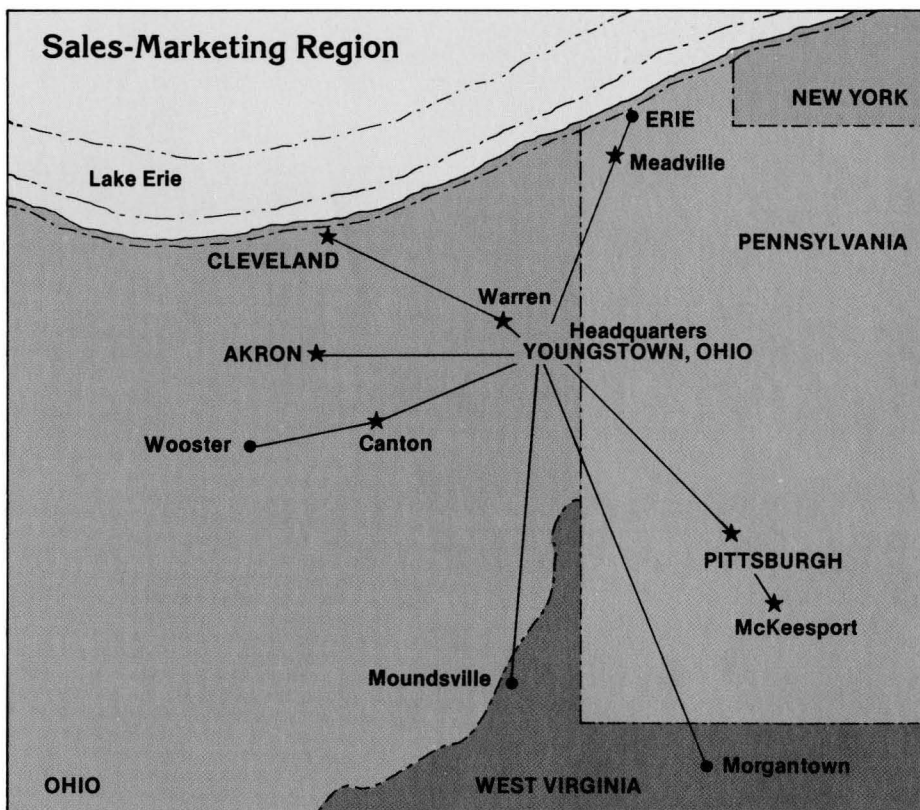 Sales-Marketing Region
NEW YORK
ERIE
Meadville
Lake Erie
PENNSYLVANIA
CLEVELAND
Warren
Headquarters
YOUNGSTOWN, OHIO
AKRON
Wooster
Canton
PITTSBURGH
McKeesport
Moundsville
Morgantown
OHIO
WEST VIRGINIA